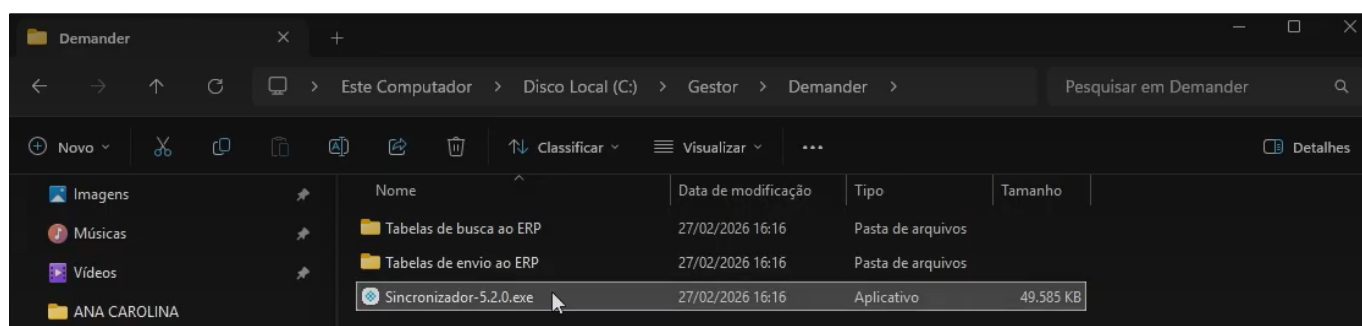 Demander
Este Computador > Disco Local (C:) > Gestor > Demander >
Pesquisar em Demander
Novo
Classificar
Visualizar
Detalhes
Imagens
Músicas
Vídeos
ANA CAROLINA
Nome Data de modificação Tipo Tamanho
Tabelas de busca ao ERP 27/02/2026 16:16 Pasta de arquivos
Tabelas de envio ao ERP 27/02/2026 16:16 Pasta de arquivos
Sincronizador-5.2.0.exe 27/02/2026 16:16 Aplicativo 49.585 KB